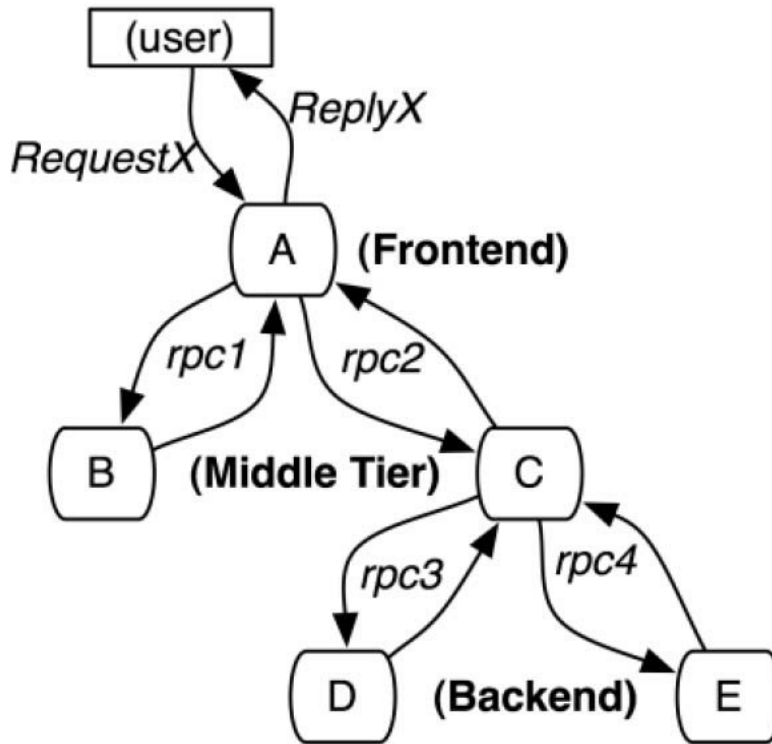 (user)
ReplyX
RequestX
A
(Frontend)
rpc1
rpc2
B
(Middle Tier)
C
rpc3
rpc4
D
(Backend)
E